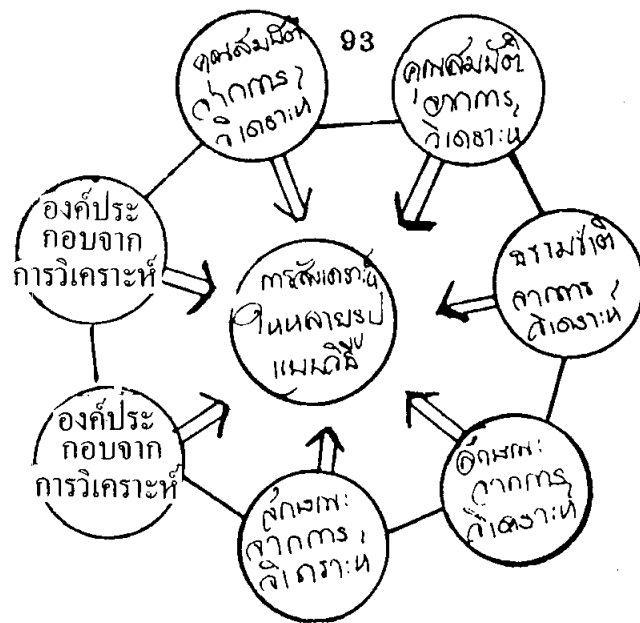 93
คุณสมบัติ
จากการ
วิเคราะห์
คุณสมบัติ
จากการ
วิเคราะห์
องค์ประ
กอบจาก
การวิเคราะห์
การสังเคราะห์
ในหลายรูป
แบบวิธี
ธรรมชาติ
จากการ
วิเคราะห์
องค์ประ
กอบจาก
การวิเคราะห์
ลักษณะ
จากการ
วิเคราะห์
ลักษณะ
จากการ
วิเคราะห์